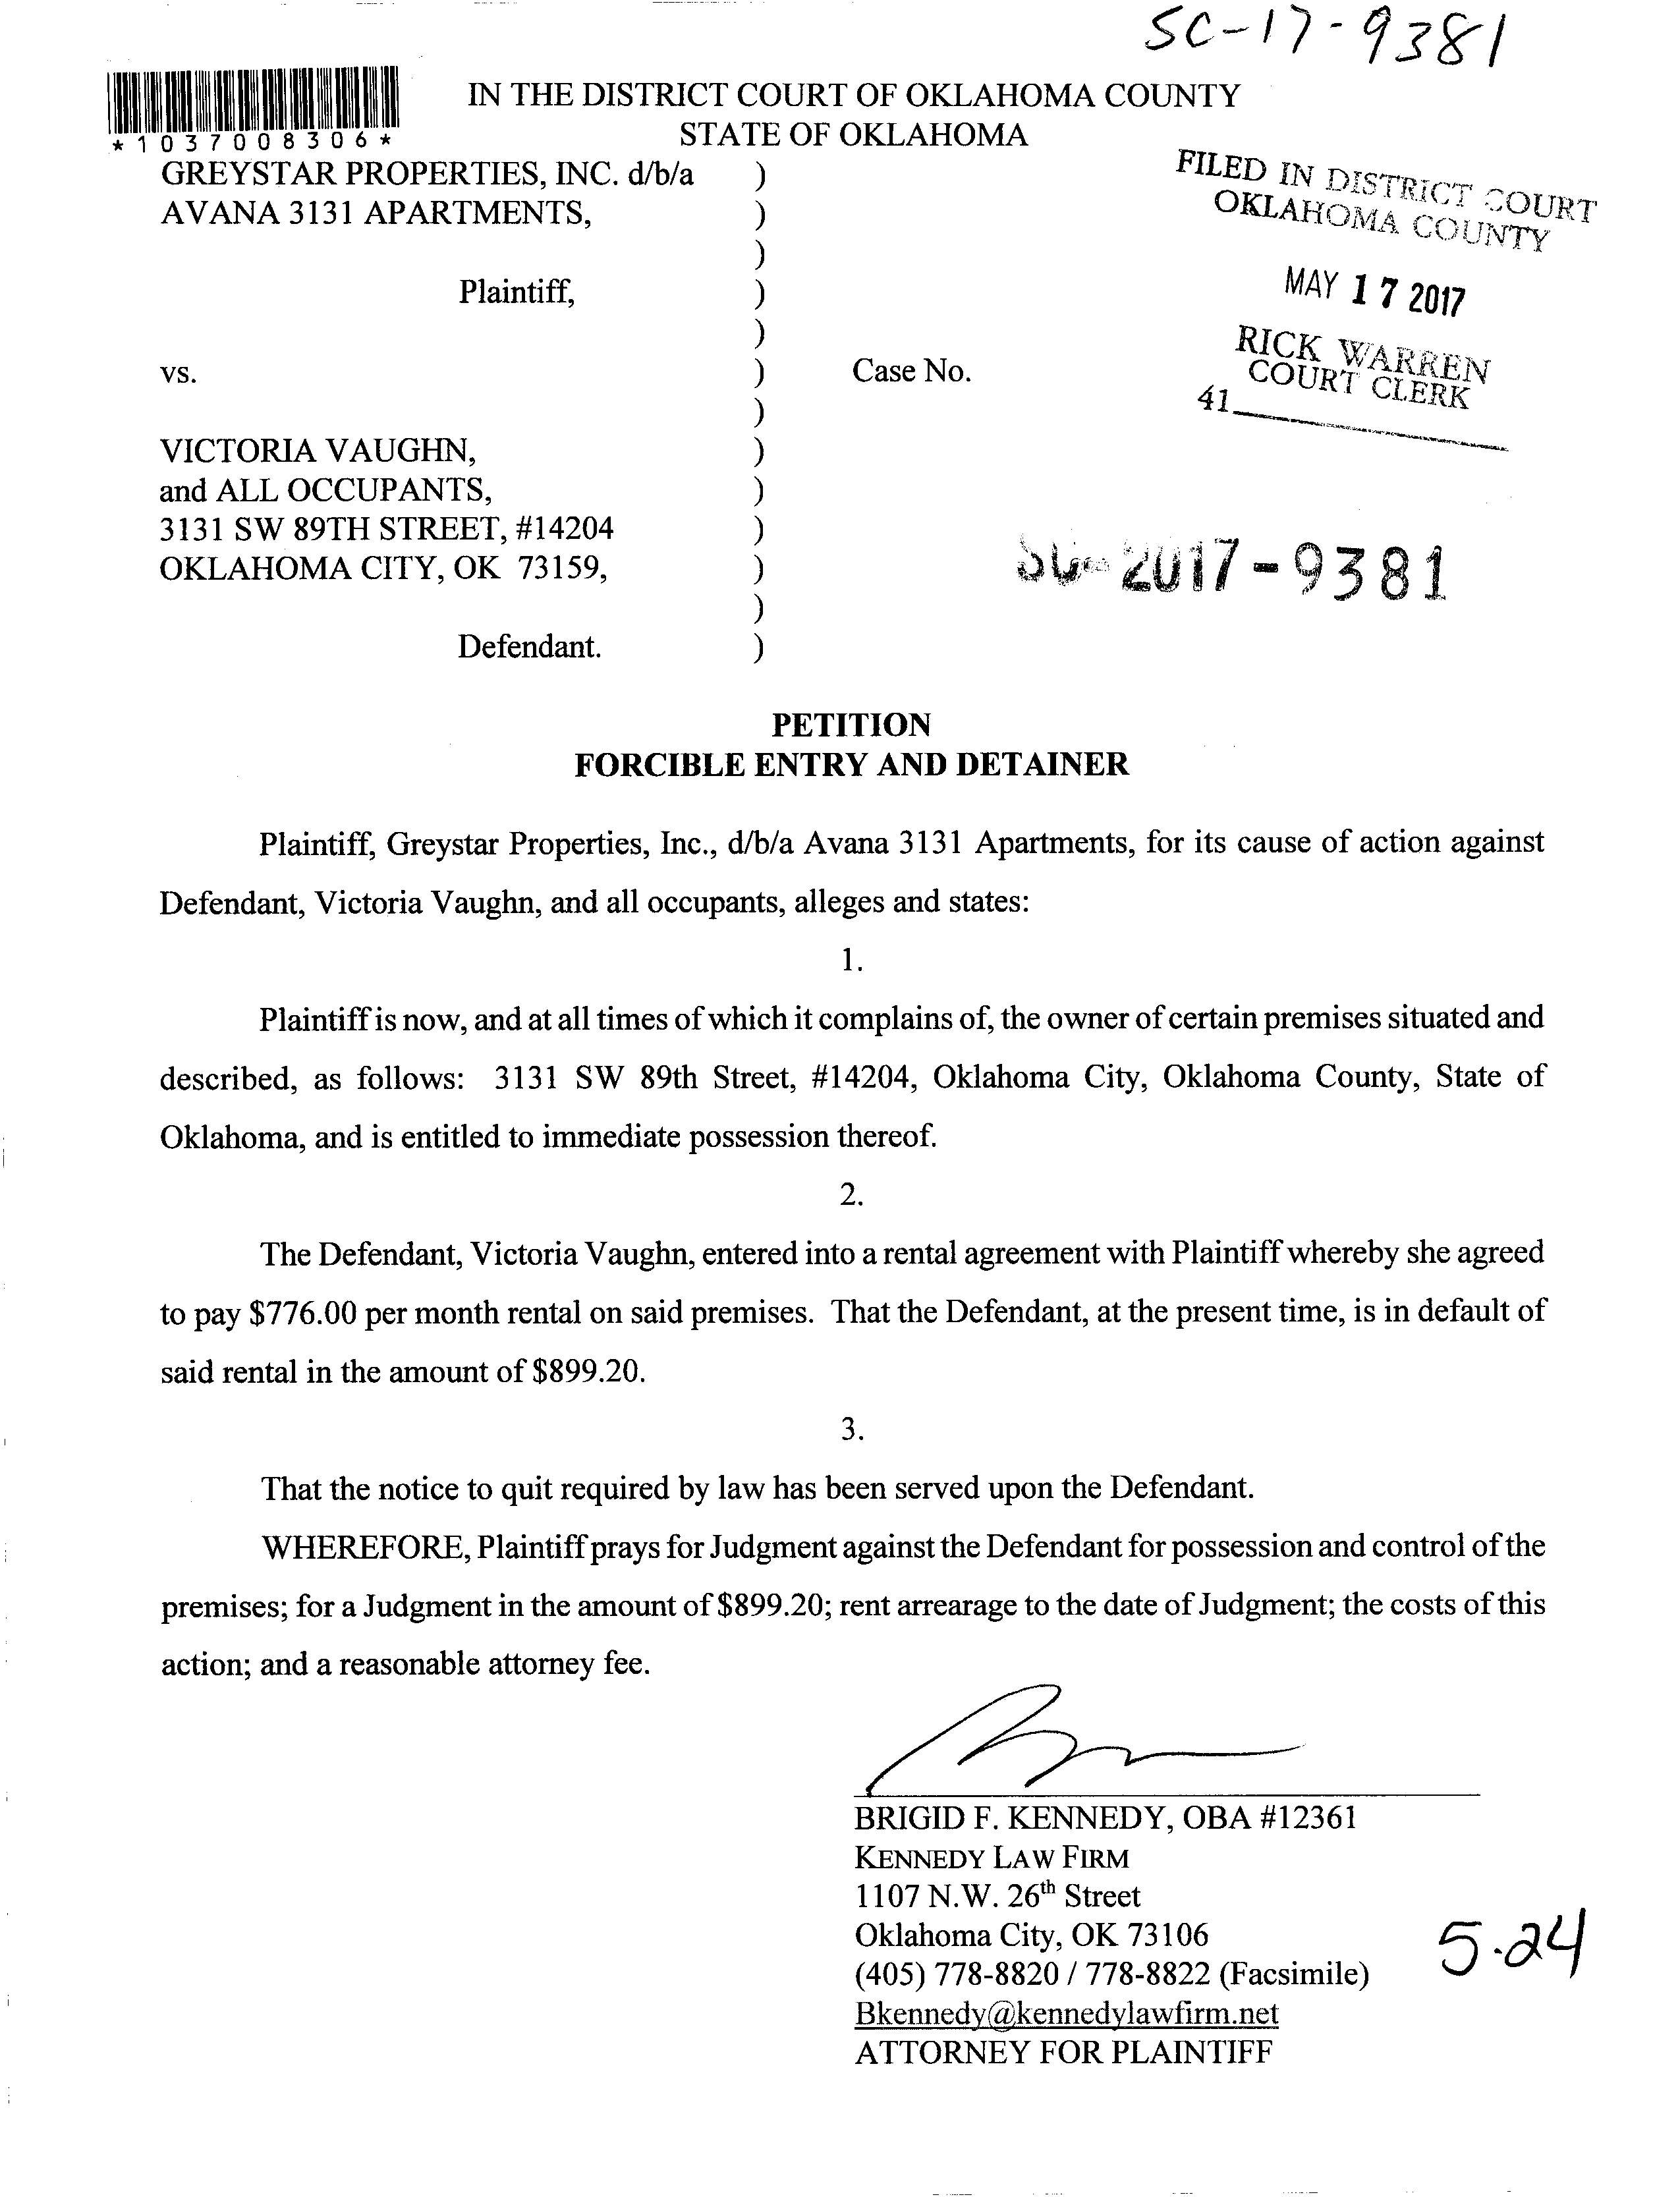 SC-17-9381
*1037008306*
IN THE DISTRICT COURT OF OKLAHOMA COUNTY
STATE OF OKLAHOMA
GREYSTAR PROPERTIES, INC. d/b/a )
AVANA 3131 APARTMENTS, )
)
Plaintiff, )
)
vs. ) Case No.
)
VICTORIA VAUGHN, )
and ALL OCCUPANTS, )
3131 SW 89TH STREET, #14204 )
OKLAHOMA CITY, OK 73159, )
)
Defendant. )
FILED IN DISTRICT COURT
OKLAHOMA COUNTY
MAY 17 2017
RICK WARREN
COURT CLERK
41
SC-2017-9381
PETITION
FORCIBLE ENTRY AND DETAINER
Plaintiff, Greystar Properties, Inc., d/b/a Avana 3131 Apartments, for its cause of action against
Defendant, Victoria Vaughn, and all occupants, alleges and states:
1.
Plaintiff is now, and at all times of which it complains of, the owner of certain premises situated and
described, as follows: 3131 SW 89th Street, #14204, Oklahoma City, Oklahoma County, State of
Oklahoma, and is entitled to immediate possession thereof.
2.
The Defendant, Victoria Vaughn, entered into a rental agreement with Plaintiff whereby she agreed
to pay $776.00 per month rental on said premises. That the Defendant, at the present time, is in default of
said rental in the amount of $899.20.
3.
That the notice to quit required by law has been served upon the Defendant.
WHEREFORE, Plaintiff prays for Judgment against the Defendant for possession and control of the
premises; for a Judgment in the amount of $899.20; rent arrearage to the date of Judgment; the costs of this
action; and a reasonable attorney fee.
BRIGID F. KENNEDY, OBA #12361
KENNEDY LAW FIRM
1107 N.W. 26th Street
Oklahoma City, OK 73106
(405) 778-8820 / 778-8822 (Facsimile)
Bkennedy@kennedylawfirm.net
ATTORNEY FOR PLAINTIFF
5-24